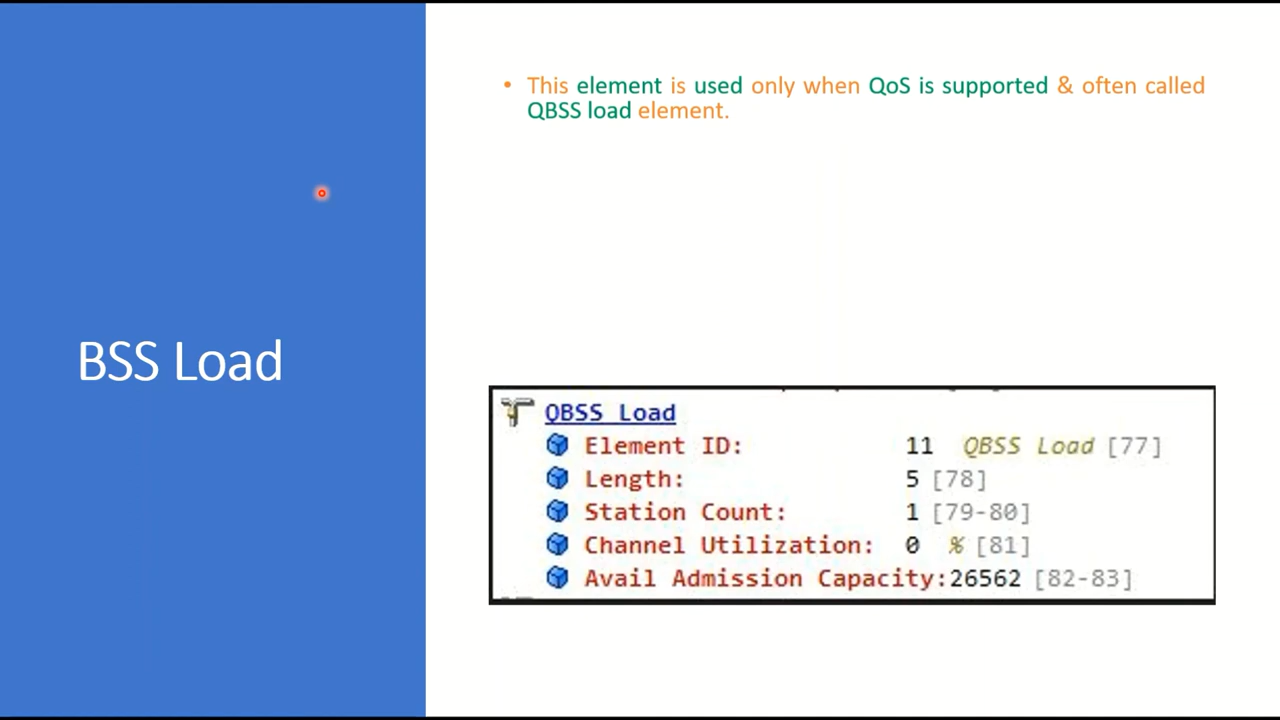 • This element is used only when QoS is supported & often called
QBSS load element.
BSS Load
QBSS Load
Element ID: 11 QBSS Load [77]
Length: 5 [78]
Station Count: 1 [79-80]
Channel Utilization: 0 % [81]
Avail Admission Capacity:26562 [82-83]